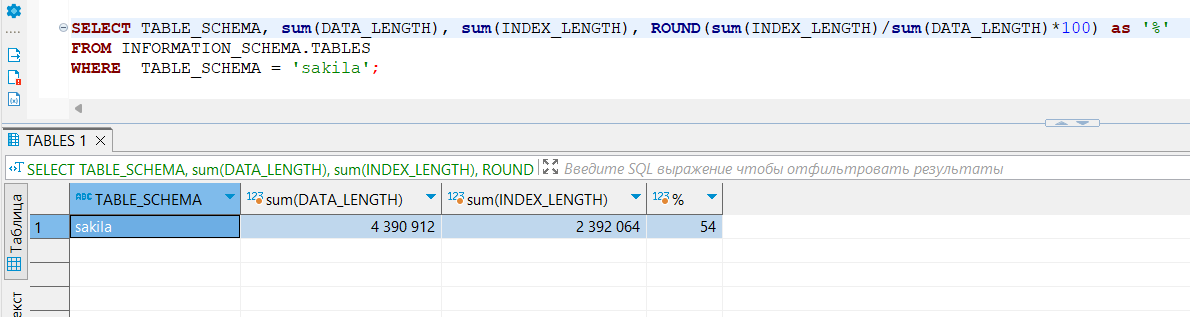 SELECT TABLE_SCHEMA, sum(DATA_LENGTH), sum(INDEX_LENGTH), ROUND(sum(INDEX_LENGTH)/sum(DATA_LENGTH)*100) as '%'
FROM INFORMATION_SCHEMA.TABLES
WHERE  TABLE_SCHEMA = 'sakila';
TABLES 1
SELECT TABLE_SCHEMA, sum(DATA_LENGTH), sum(INDEX_LENGTH), ROUND Введите SQL выражение чтобы отфильтровать результаты
Таблица
ABC TABLE_SCHEMA 123 sum(DATA_LENGTH) 123 sum(INDEX_LENGTH) 123 %
1 sakila 4 390 912 2 392 064 54